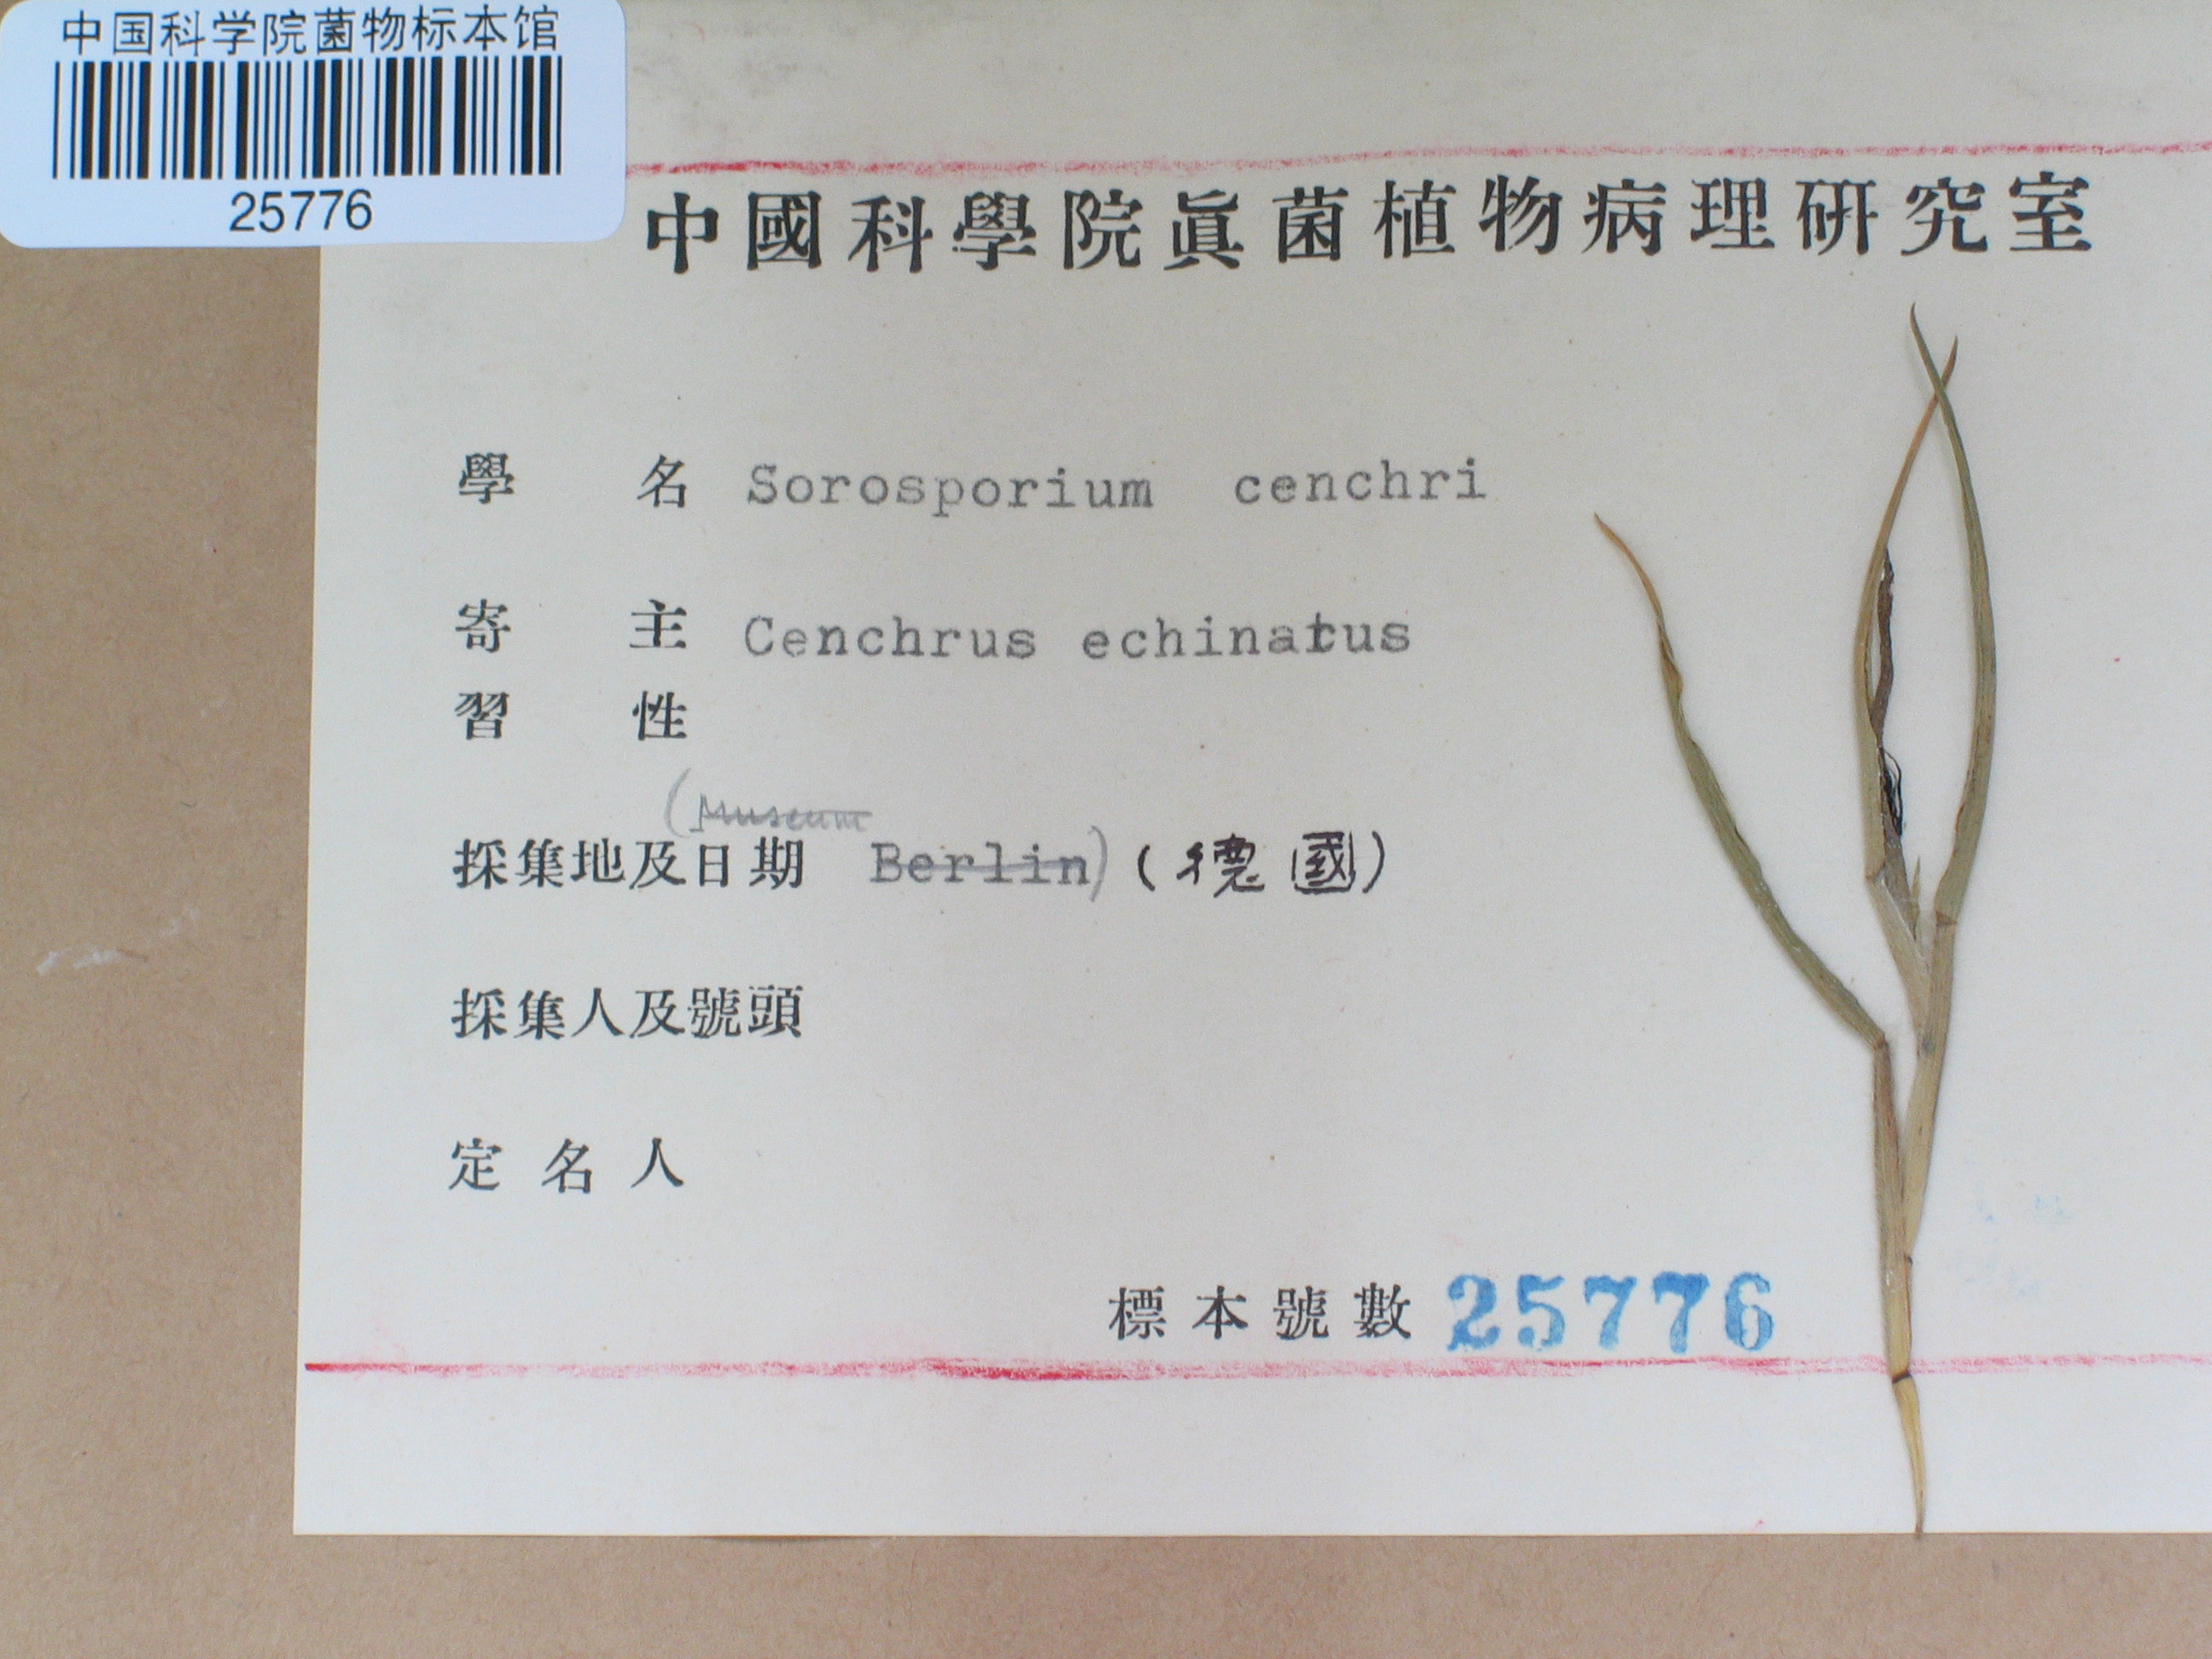 中国科学院菌物标本馆
25776
中國科學院眞菌植物病理研究室
學名 Sorosporium cenchri
寄主 Cenchrus echinatus
習性
(Museum
採集地及日期 Berlin) (德國)
採集人及號頭
定名人
標本號數 25776